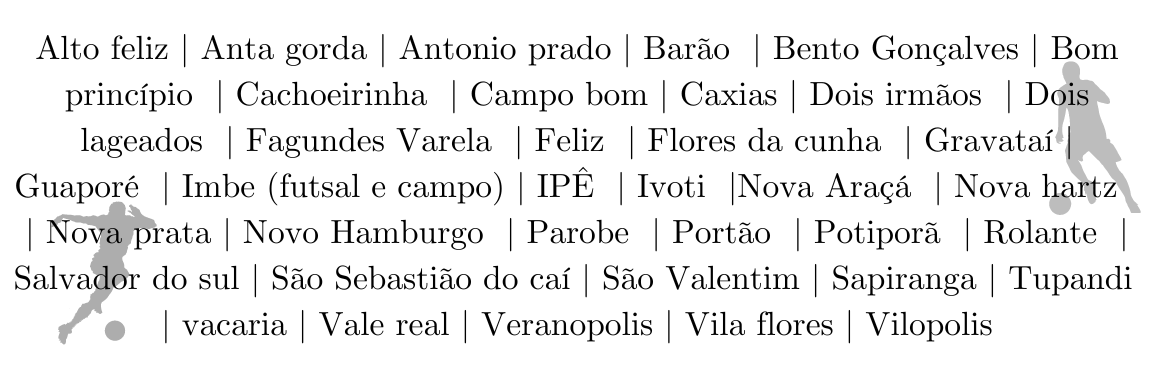 Alto feliz | Anta gorda | Antonio prado | Barão | Bento Gonçalves | Bom
princípio | Cachoeirinha | Campo bom | Caxias | Dois irmãos | Dois
lageados | Fagundes Varela | Feliz | Flores da cunha | Gravataí |
Guaporé | Imbe (futsal e campo) | IPÊ | Ivoti |Nova Araçá | Nova hartz
| Nova prata | Novo Hamburgo | Parobe | Portão | Potiporã | Rolante |
Salvador do sul | São Sebastião do caí | São Valentim | Sapiranga | Tupandi
| vacaria | Vale real | Veranopolis | Vila flores | Vilopolis